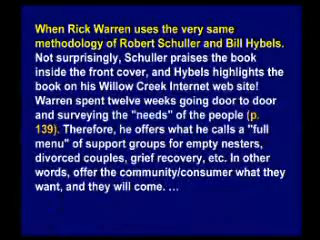 When Rick Warren uses the very same
methodology of Robert Schuller and Bill Hybels.
Not surprisingly, Schuller praises the book
inside the front cover, and Hybels highlights the
book on his Willow Creek Internet web site!
Warren spent twelve weeks going door to door
and surveying the "needs" of the people (p.
139). Therefore, he offers what he calls a "full
menu" of support groups for empty nesters,
divorced couples, grief recovery, etc. In other
words, offer the community/consumer what they
want, and they will come. …